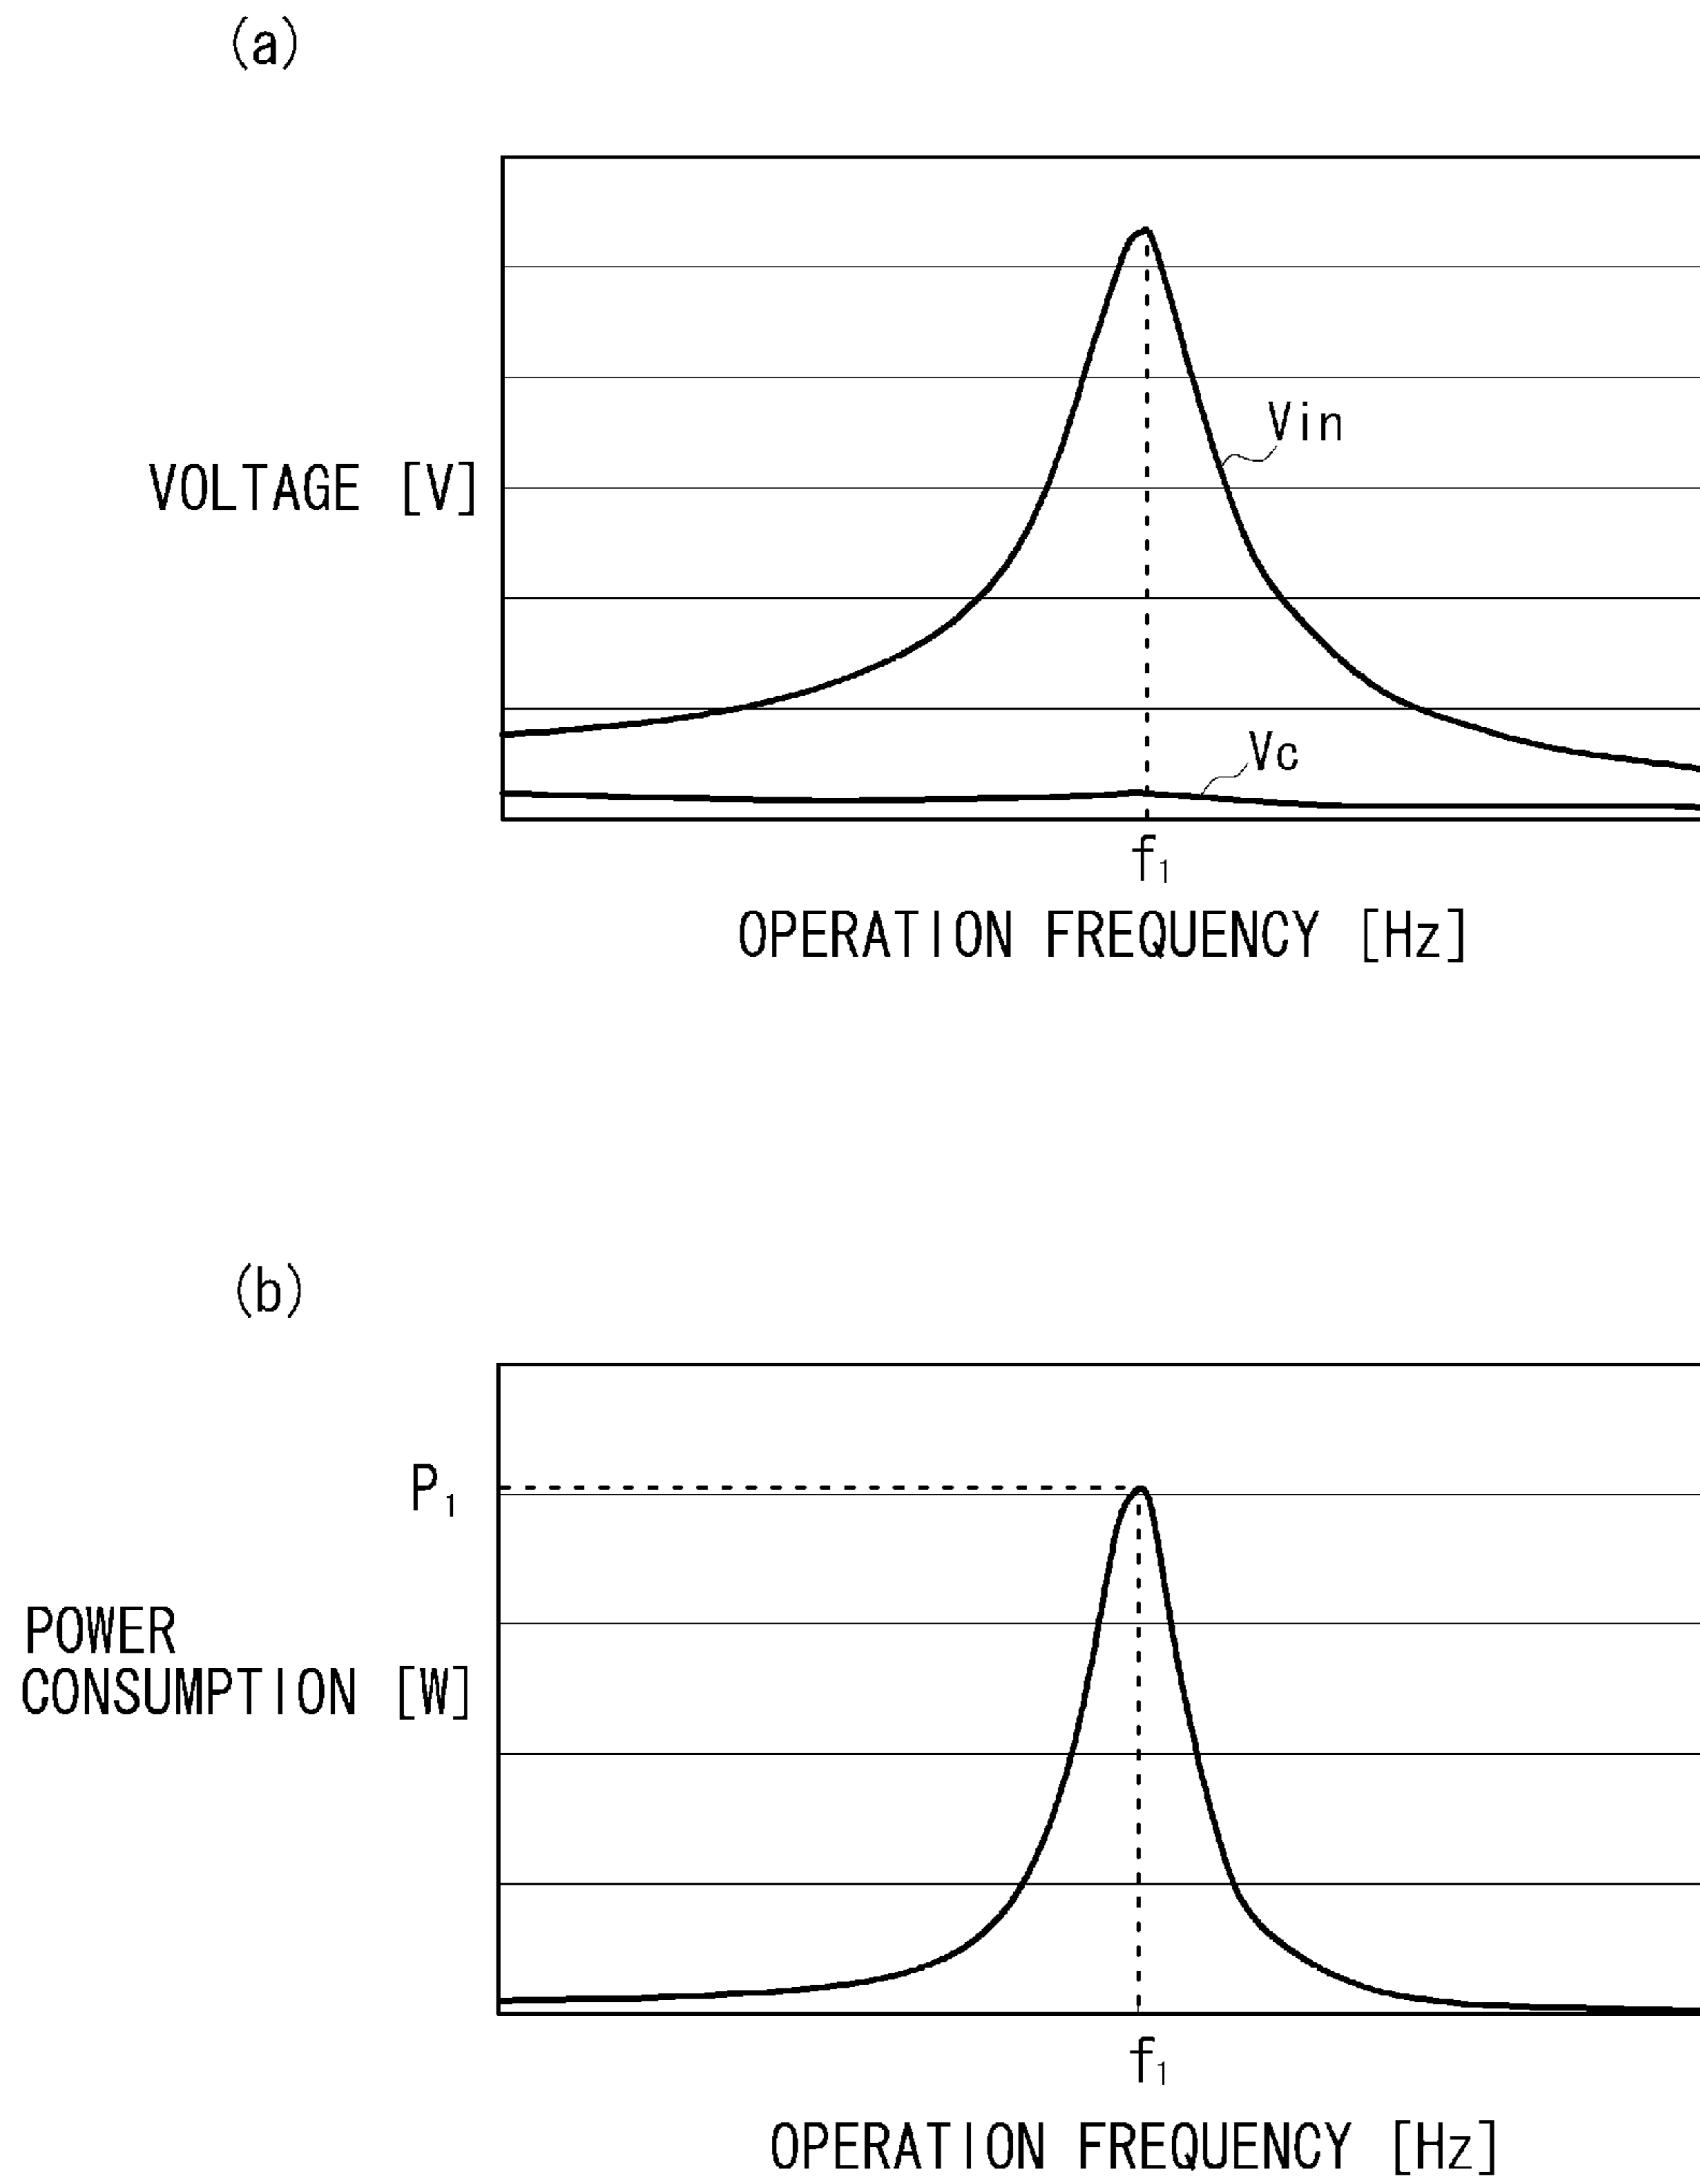 (a)
Vin
VOLTAGE [V]
Vc
f1
OPERATION FREQUENCY [Hz]
(b)
P1
POWER
CONSUMPTION [W]
f1
OPERATION FREQUENCY [Hz]